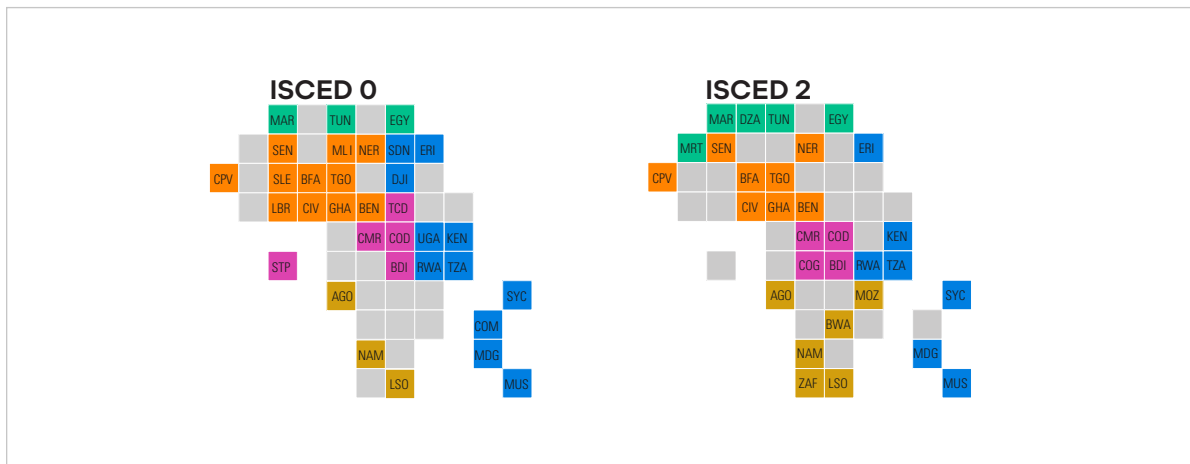 ISCED 0
MAR TUN EGY
SEN MLI NER SDN ERI
CPV SLE BFA TGO DJI
LBR CIV GHA BEN TCD
CMR COD UGA KEN
STP BDI RWA TZA
AGO SYC
COM
NAM MDG
LSO MUS
ISCED 2
MAR DZA TUN EGY
MRT SEN NER ERI
CPV BFA TGO
CIV GHA BEN
CMR COD KEN
COG BDI RWA TZA
AGO MOZ SYC
BWA
NAM MDG
ZAF LSO MUS